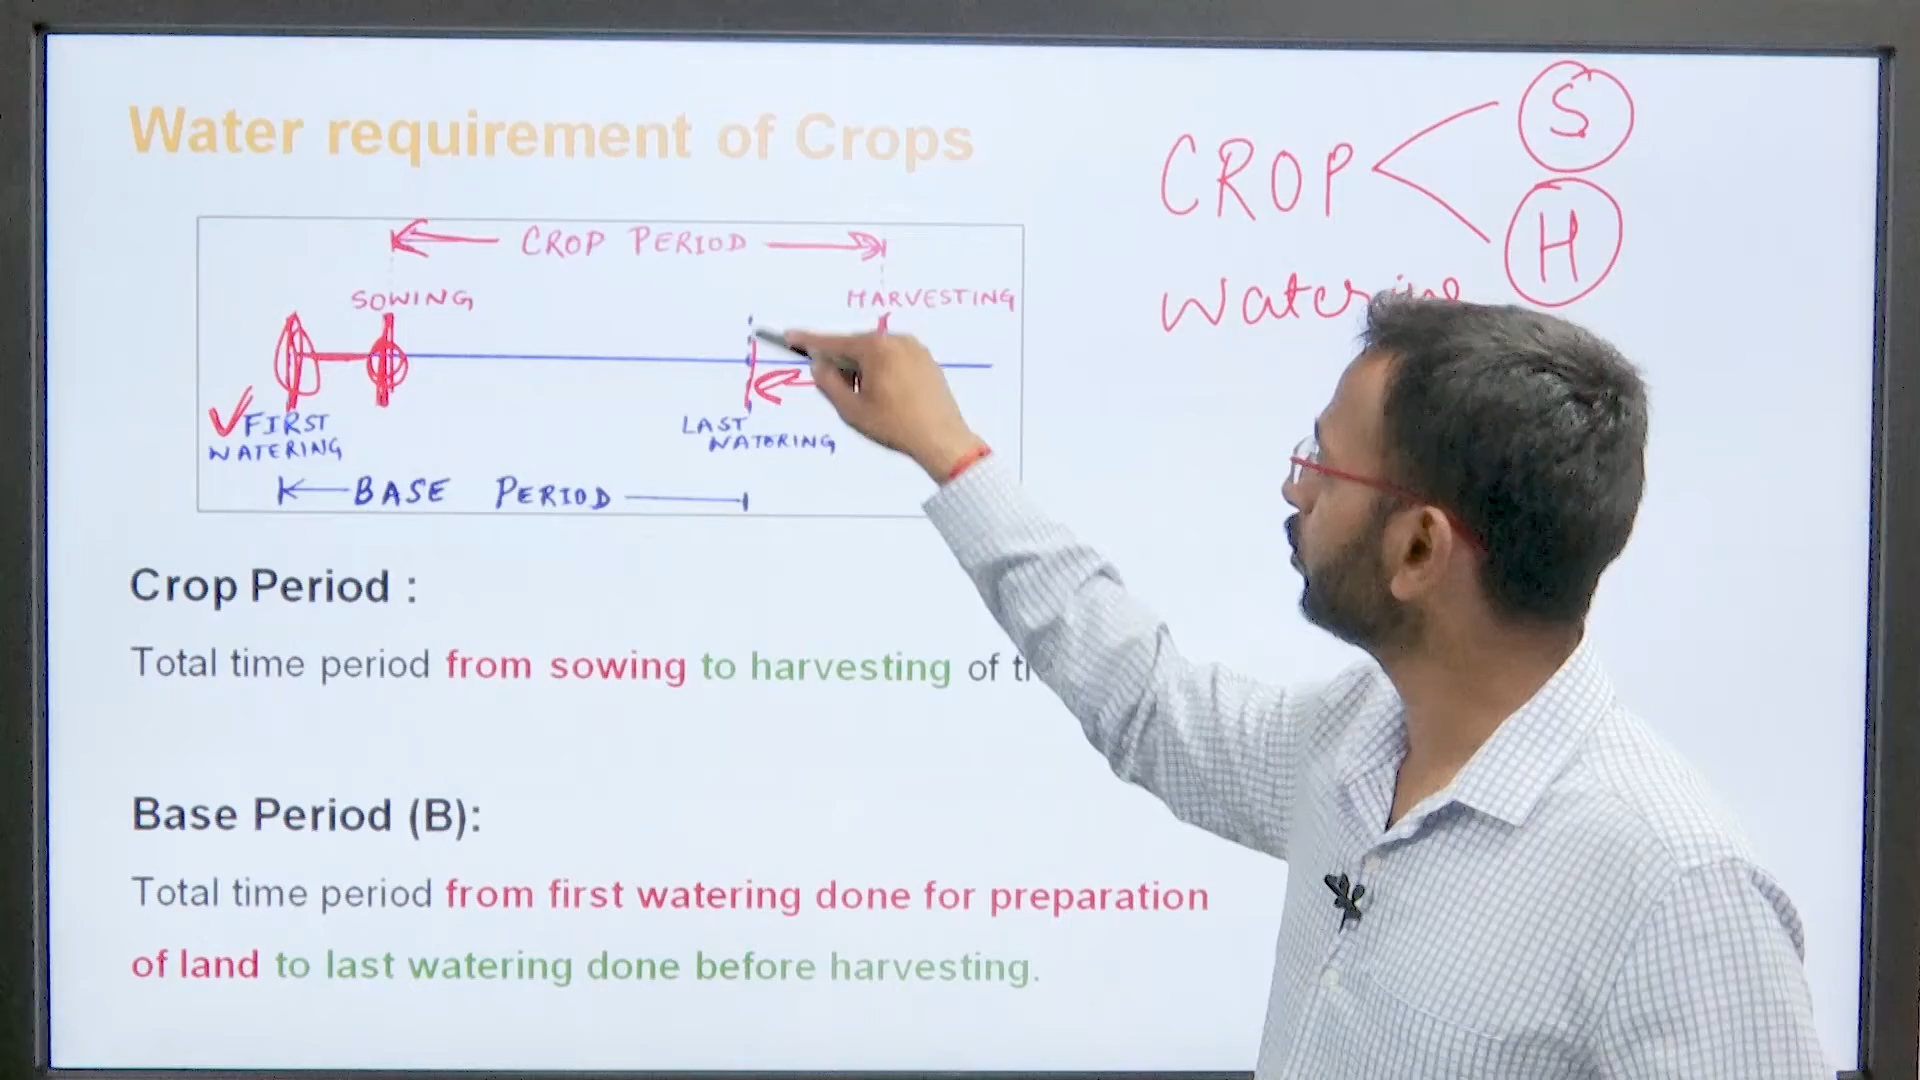 Water requirement of Crops
CROP PERIOD
SOWING
HARVESTING
FIRST
WATERING
LAST
WATERING
BASE PERIOD
Crop Period :
Total time period from sowing to harvesting of
Base Period (B):
Total time period from first watering done for preparation
of land to last watering done before harvesting.
CROP
S
H